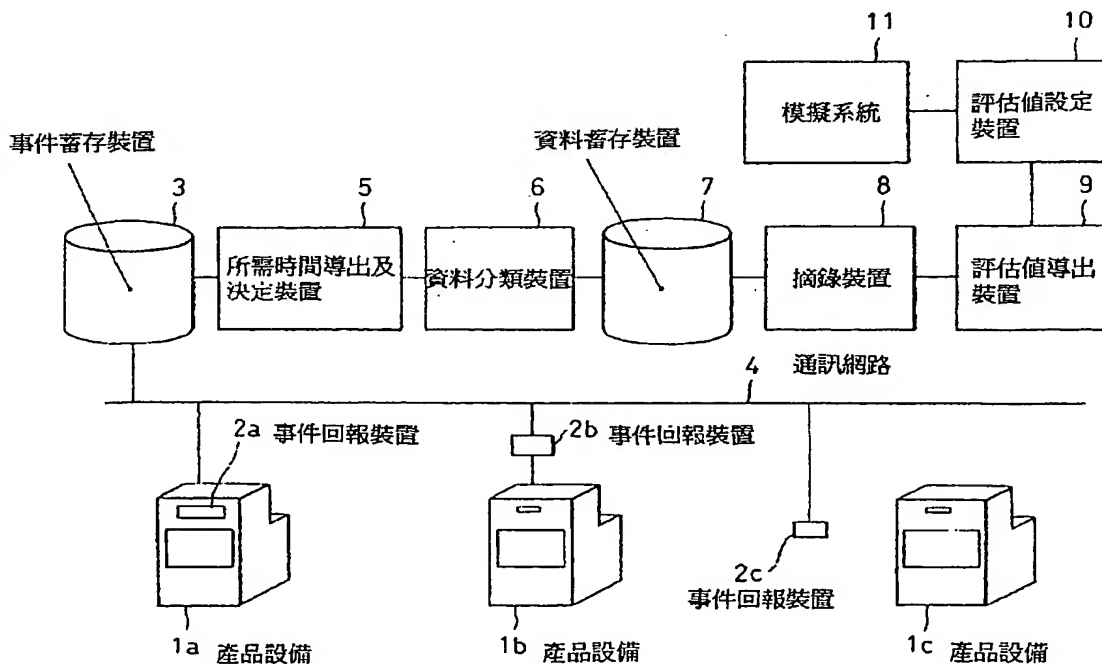 11
10
模擬系統
評估值設定
裝置
事件蓄存裝置
資料蓄存裝置
3
5
6
7
8
9
所需時間導出及
決定裝置
資料分類裝置
摘錄裝置
評估值導出
裝置
4
通訊網路
2a 事件回報裝置
2b 事件回報裝置
2c
事件回報裝置
1a 產品設備
1b 產品設備
1c 產品設備